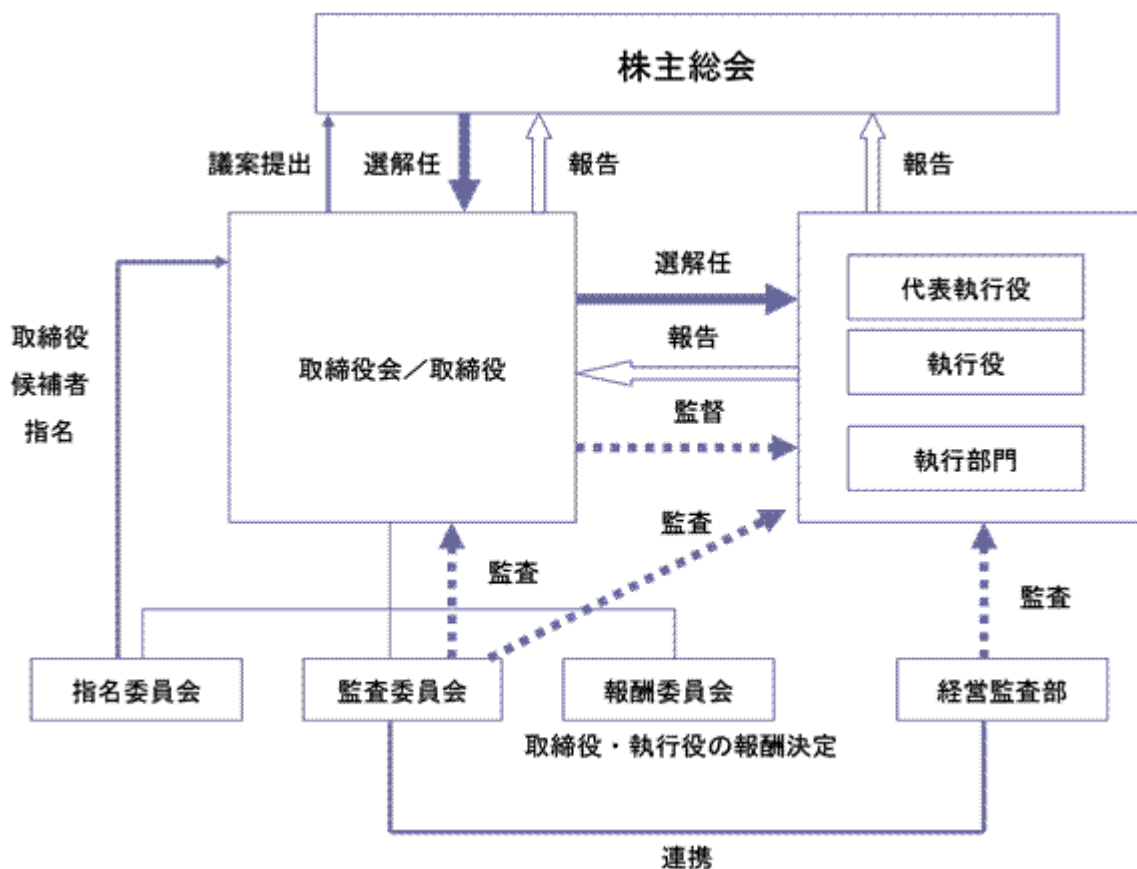 株主総会
議案提出
選解任
報告
報告
選解任
代表執行役
報告
執行役
取締役
候補者
指名
取締役会／取締役
監督
執行部門
監査
監査
監査
指名委員会
監査委員会
報酬委員会
経営監査部
取締役・執行役の報酬決定
連携